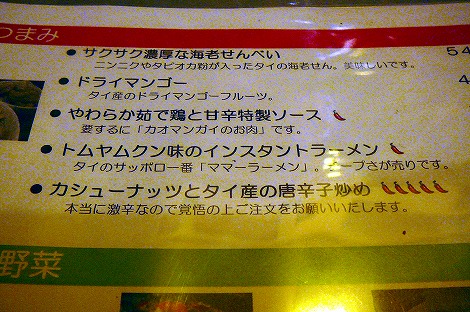 つまみ
● サクサク濃厚な海老せんべい 54
ニンニクやタピオカ粉が入ったタイの海老せん。美味しいです。
● ドライマンゴー 4
タイ産のドライマンゴーフルーツ。
● やわらか茹で鶏と甘辛特製ソース
要するに「カオマンガイのお肉」です。
● トムヤムクン味のインスタントラーメン
タイのサッポロ一番「ママーラーメン」。チープさが売りです。
● カシューナッツとタイ産の唐辛子炒め
本当に激辛なので覚悟の上ご注文をお願いいたします。
野菜